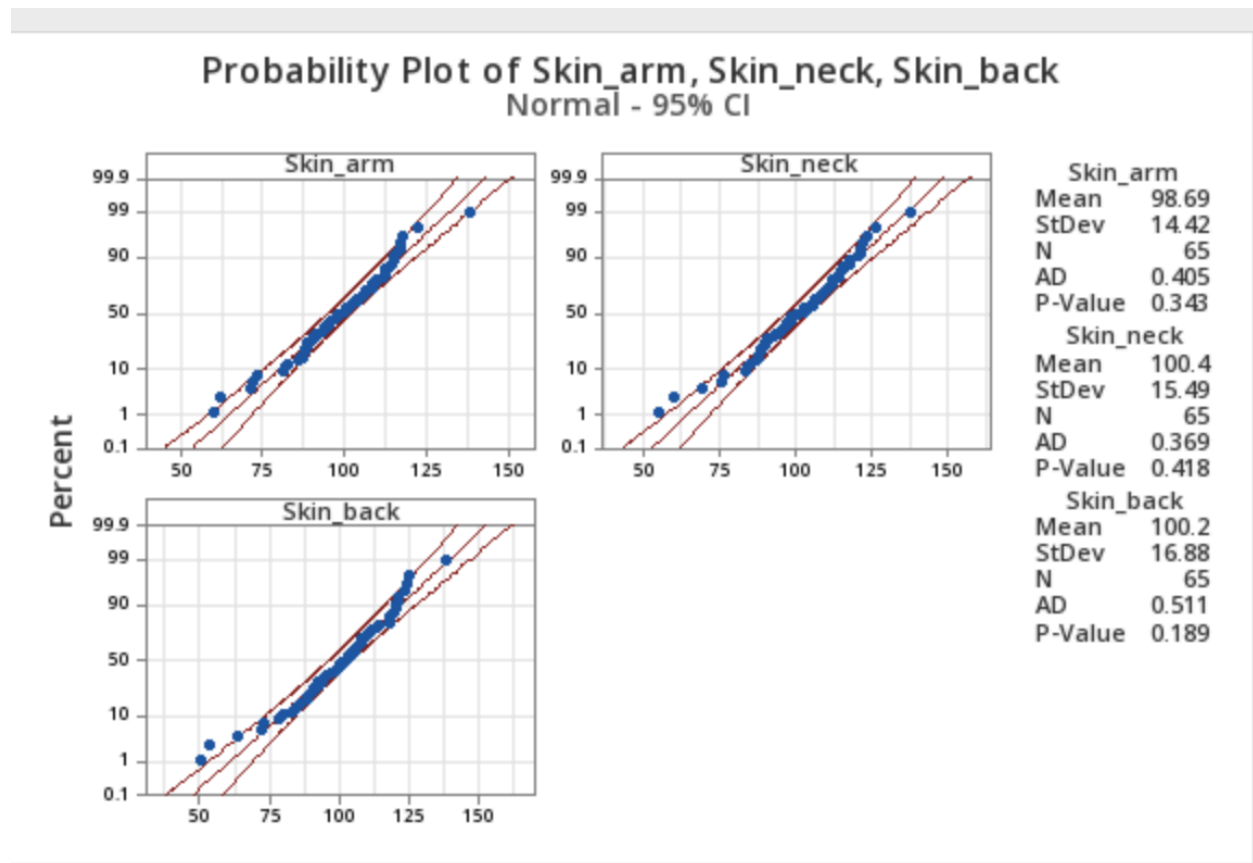 Probability Plot of Skin_arm, Skin_neck, Skin_back
Normal - 95% CI
Skin_arm
99.9
99
90
50
10
1
0.1
50 75 100 125 150
Skin_neck
99.9
99
90
50
10
1
0.1
50 75 100 125 150
Percent
Skin_back
99.9
99
90
50
10
1
0.1
50 75 100 125 150
Skin_arm
Mean 98.69
StDev 14.42
N 65
AD 0.405
P-Value 0.343
Skin_neck
Mean 100.4
StDev 15.49
N 65
AD 0.369
P-Value 0.418
Skin_back
Mean 100.2
StDev 16.88
N 65
AD 0.511
P-Value 0.189